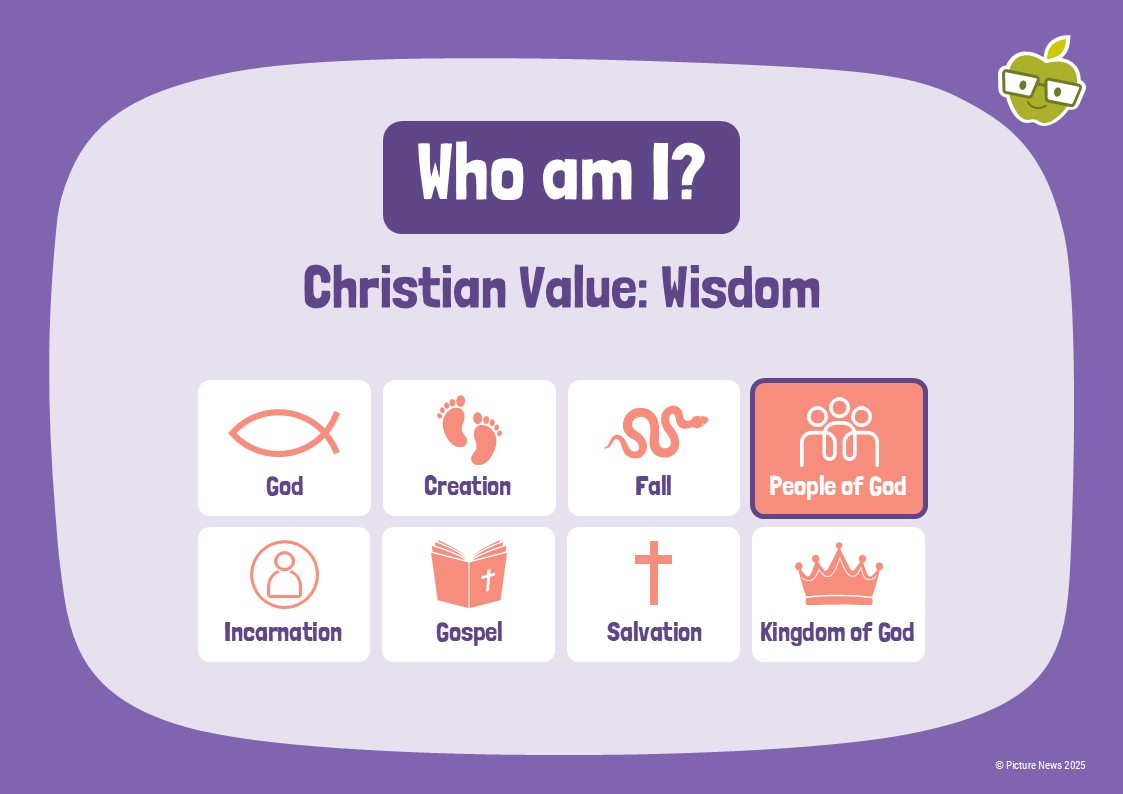 Who am I?
Christian Value: Wisdom
God
Creation
Fall
People of God
Incarnation
Gospel
Salvation
Kingdom of God
© Picture News 2025